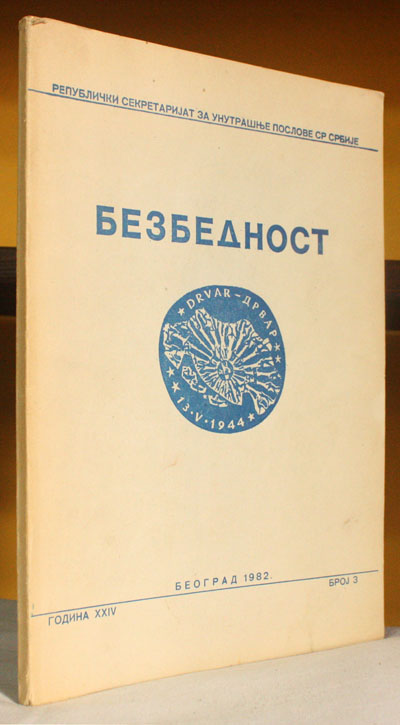 РЕПУБЛИЧКИ СЕКРЕТАРИЈАТ ЗА УНУТРАШЊЕ ПОСЛОВЕ СР СРБИЈЕ
БЕЗБЕДНОСТ
DRVAR – ДРВАР
13·V·1944
БЕОГРАД 1982.
ГОДИНА XXIV
БРОЈ 3